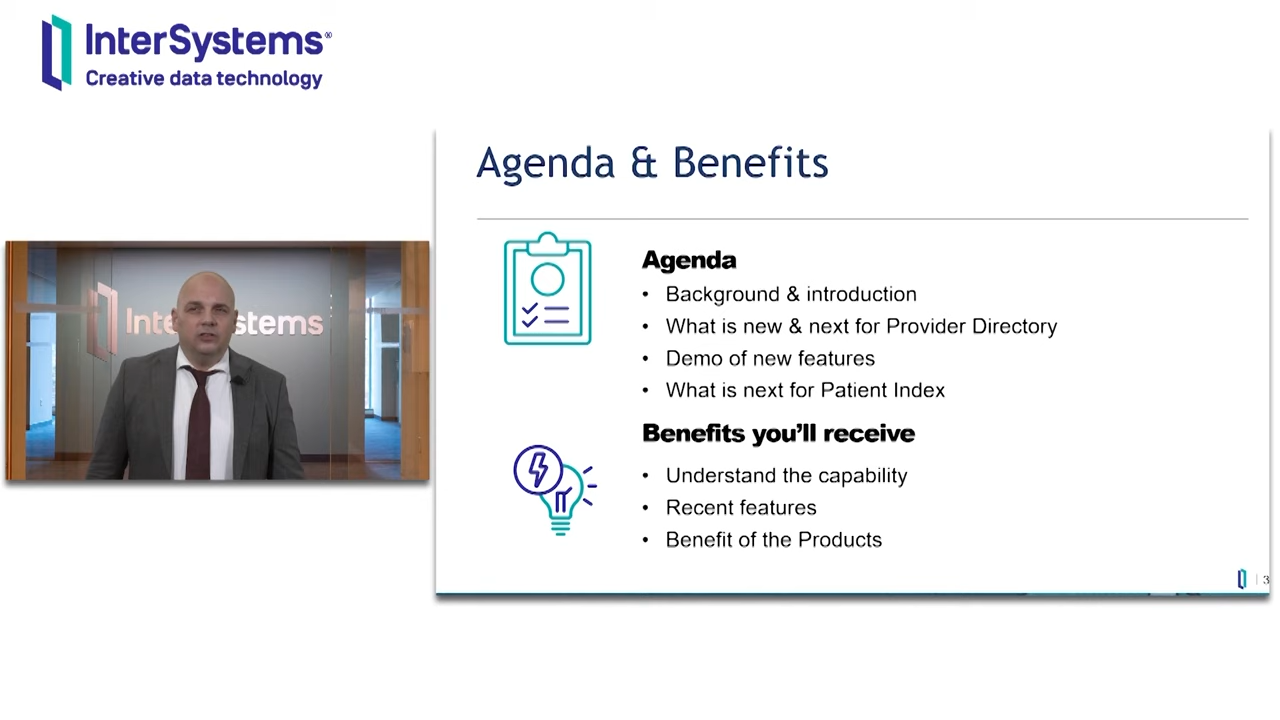 InterSystems®
Creative data technology
Agenda & Benefits
InterSystems
Agenda
• Background & introduction
• What is new & next for Provider Directory
• Demo of new features
• What is next for Patient Index
Benefits you'll receive
• Understand the capability
• Recent features
• Benefit of the Products
3